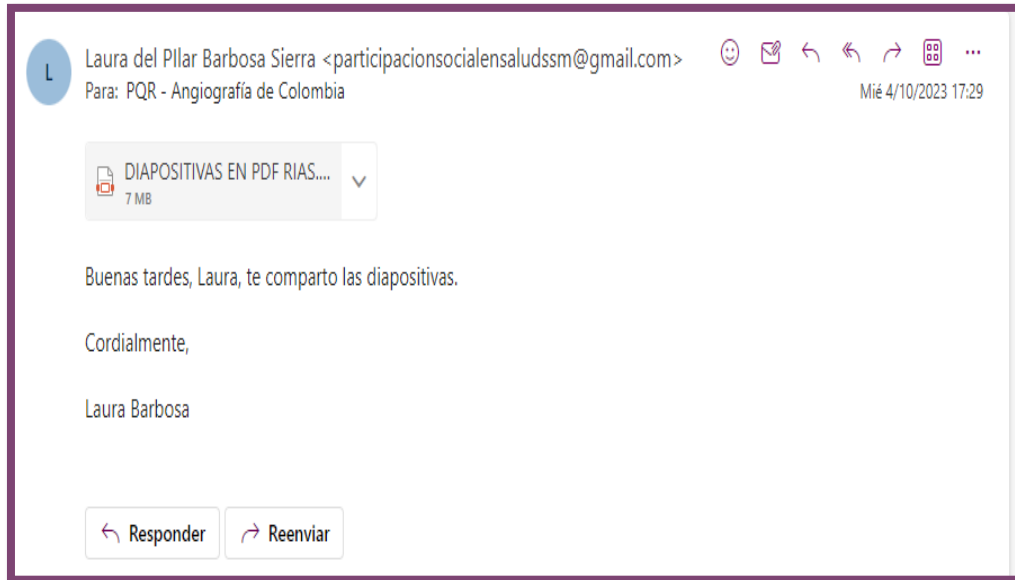 L
Laura del PIlar Barbosa Sierra <participacionsocialensaludssm@gmail.com>
Para: PQR - Angiografía de Colombia
Mié 4/10/2023 17:29
DIAPOSITIVAS EN PDF RIAS....
7 MB
Buenas tardes, Laura, te comparto las diapositivas.
Cordialmente,
Laura Barbosa
Responder
Reenviar